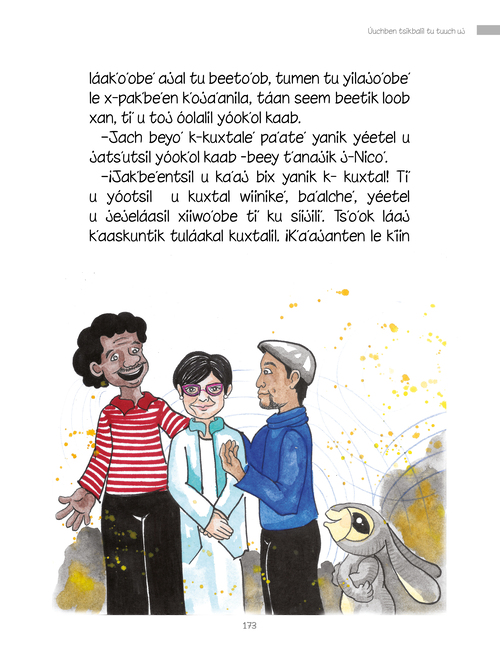 Úuchben tsikbalil tu tuuch uj
láak'o'obe' ajal tu beeto'ob, tumen tu yilajo'obe'
le x-pak'be'en k'oja'anila, táan seem beetik loob
xan, ti' u toj óolalil yóok'ol kaab.
–Jach beyo' k-kuxtale' pa'ate' yanik yéetel u
jats'utsil yóok'ol kaab –beey t'anajik j-Nico'.
–¡Jak'be'entsil u ka'aj bix yanik k- kuxtal! Ti'
u yóotsil u kuxtal wiinike', ba'alche', yéetel
u jejeláasil xiiwo'obe' ti' ku síijili'. Ts'o'ok láaj
k'aaskuntik tuláakal kuxtalil. ¡K'a'ajanten le k'iin
173